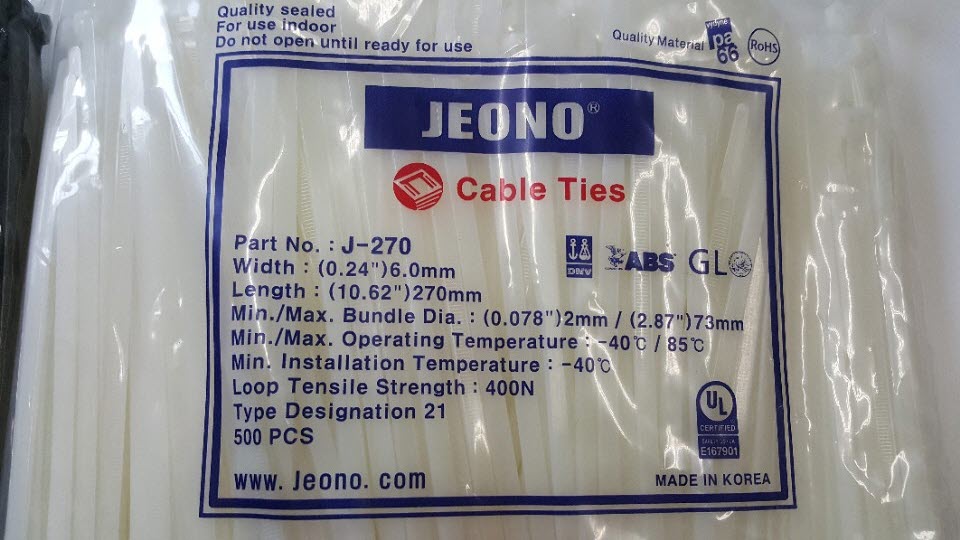 Quality sealed
For use indoor
Do not open until ready for use
Quality Material
vydyne
pa
66
RoHS
JEONO®
Cable Ties
Part No. : J-270
Width : (0.24")6.0mm
Length : (10.62")270mm
Min./Max. Bundle Dia. : (0.078")2mm / (2.87")73mm
Min./Max. Operating Temperature : -40℃ / 85℃
Min. Installation Temperature : -40℃
Loop Tensile Strength : 400N
Type Designation 21
500 PCS
DNV
ABS
GL
UL
CERTIFIED
E167901
www. Jeono. com
MADE IN KOREA